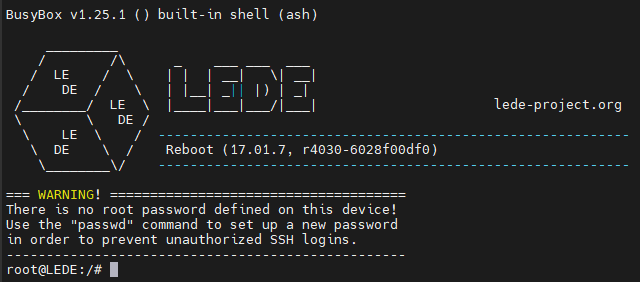 BusyBox v1.25.1 () built-in shell (ash)
LE
DE
LE
DE
LE
DE
LEDE
lede-project.org
Reboot (17.01.7, r4030-6028f00df0)
=== WARNING! =====================================
There is no root password defined on this device!
Use the "passwd" command to set up a new password
in order to prevent unauthorized SSH logins.
--------------------------------------------------
root@LEDE:/#